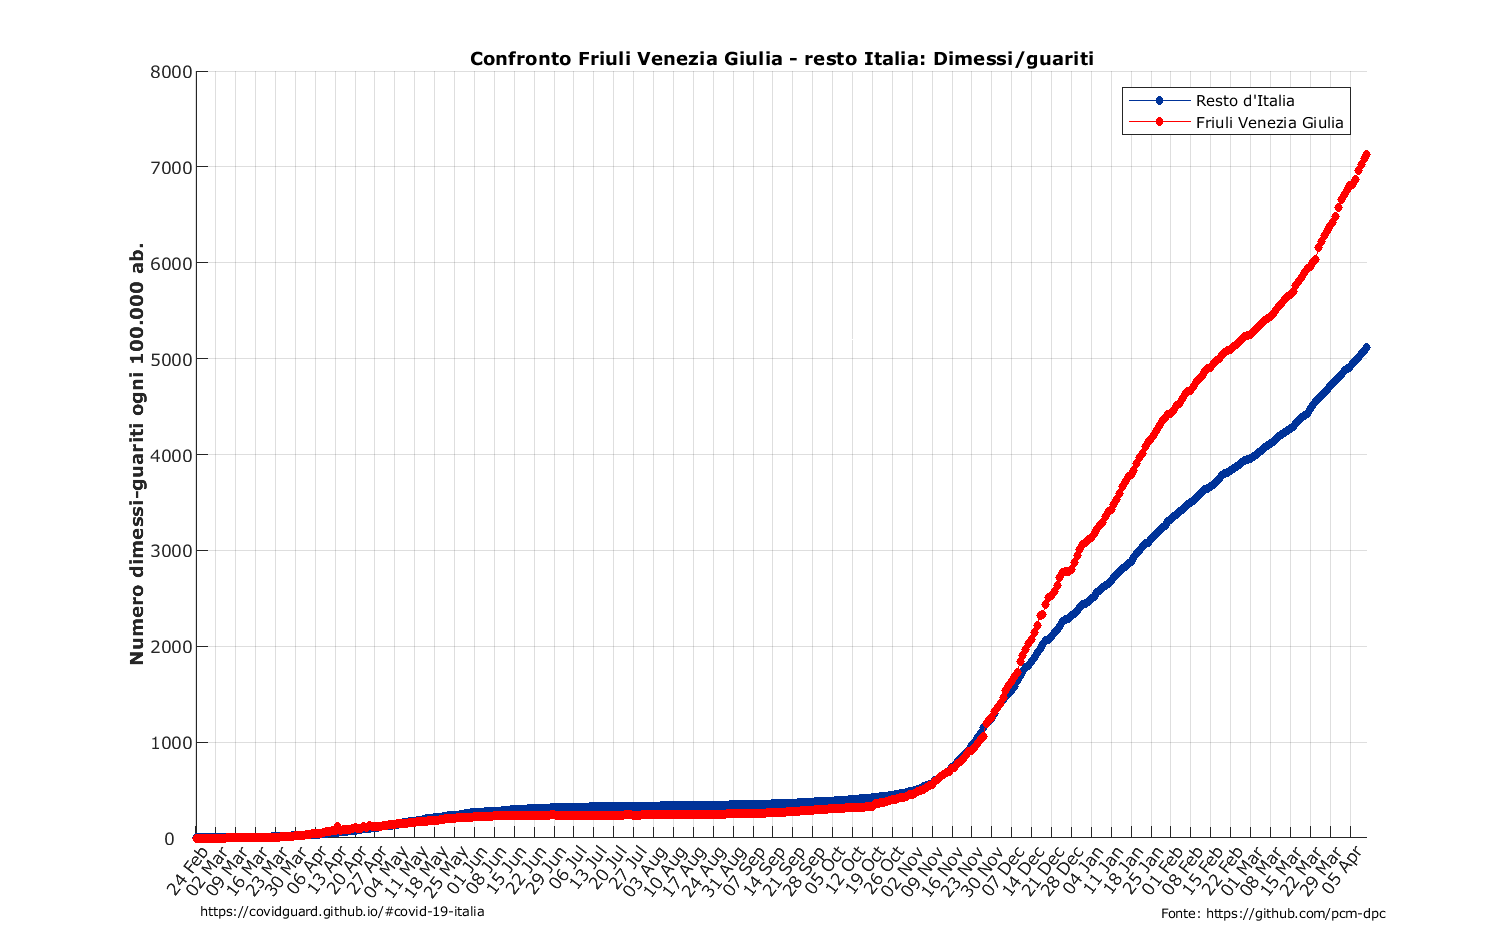 Confronto Friuli Venezia Giulia - resto Italia: Dimessi/guariti
Resto d'Italia
Friuli Venezia Giulia
Numero dimessi-guariti ogni 100.000 ab.
8000
7000
6000
5000
4000
3000
2000
1000
0
24 Feb
02 Mar
09 Mar
16 Mar
23 Mar
30 Mar
06 Apr
13 Apr
20 Apr
27 Apr
04 May
11 May
18 May
25 May
01 Jun
08 Jun
15 Jun
22 Jun
29 Jun
06 Jul
13 Jul
20 Jul
27 Jul
03 Aug
10 Aug
17 Aug
24 Aug
31 Aug
07 Sep
14 Sep
21 Sep
28 Sep
05 Oct
12 Oct
19 Oct
26 Oct
02 Nov
09 Nov
16 Nov
23 Nov
30 Nov
07 Dec
14 Dec
21 Dec
28 Dec
04 Jan
11 Jan
18 Jan
25 Jan
01 Feb
08 Feb
15 Feb
22 Feb
01 Mar
08 Mar
15 Mar
22 Mar
29 Mar
05 Apr
https://covidguard.github.io/#covid-19-italia
Fonte: https://github.com/pcm-dpc